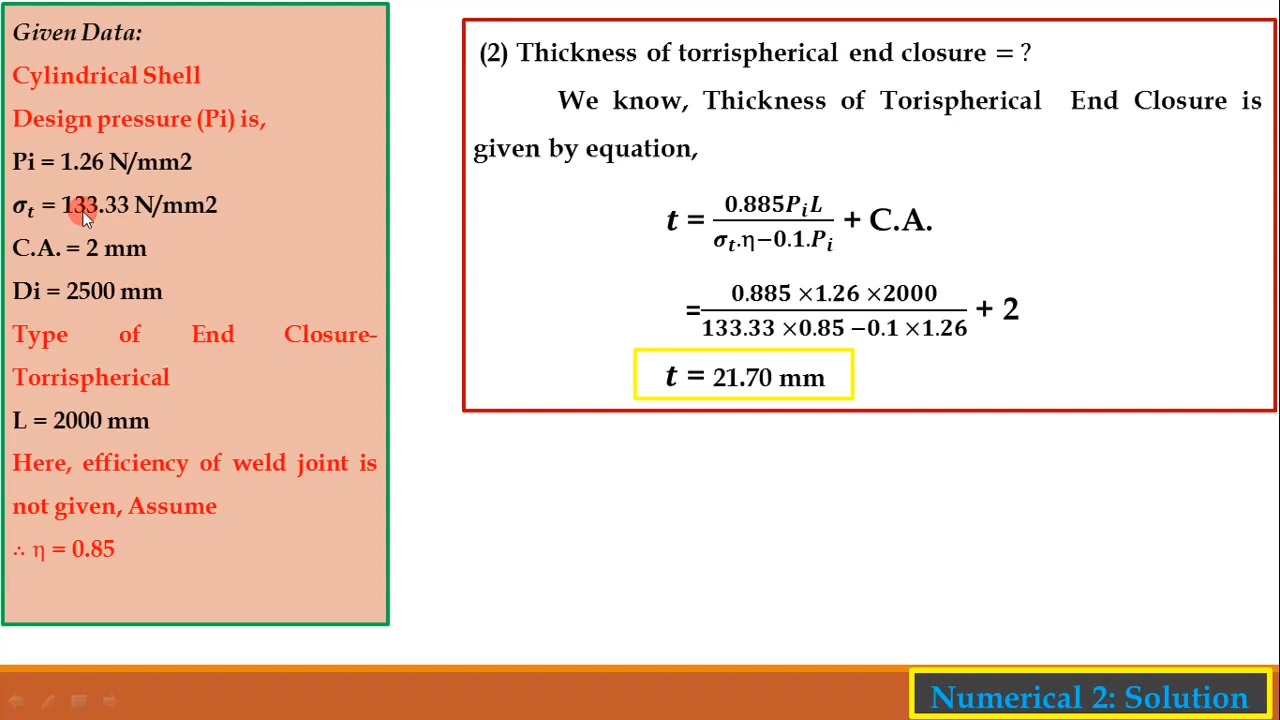 Given Data:
Cylindrical Shell
Design pressure (Pi) is,
Pi = 1.26 N/mm2
σₜ = 133.33 N/mm2
C.A. = 2 mm
Di = 2500 mm
Type of End Closure-
Torrispherical
L = 2000 mm
Here, efficiency of weld joint is
not given, Assume
∴ η = 0.85
(2) Thickness of torrispherical end closure = ?
We know, Thickness of Torispherical End Closure is
given by equation,
t = 0.885PᵢL / σₜ.η−0.1.Pᵢ + C.A.
= 0.885 ×1.26 ×2000 / 133.33 ×0.85 −0.1 ×1.26 + 2
t = 21.70 mm
Numerical 2: Solution